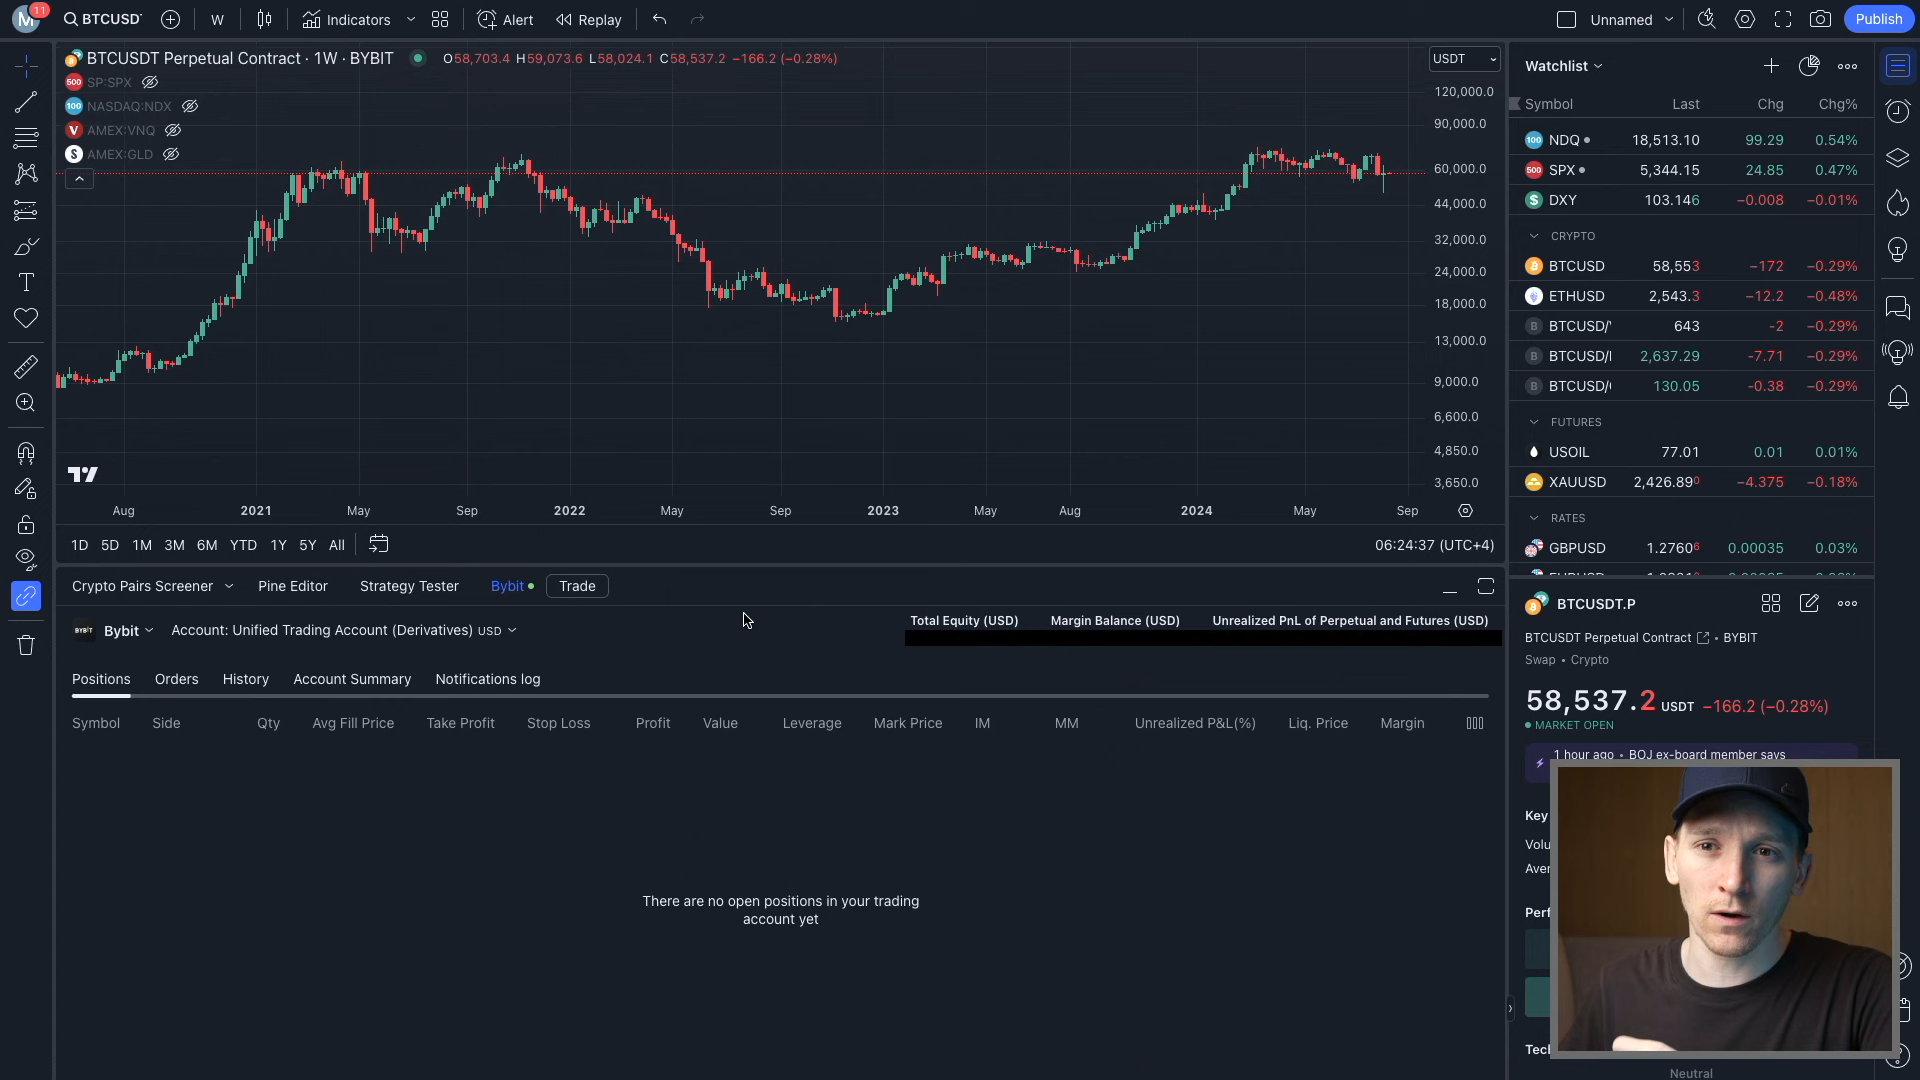 M 11 BTCUSDT W Indicators Alert Replay Unnamed Publish
BTCUSDT Perpetual Contract · 1W · BYBIT O58,703.4 H59,073.6 L58,024.1 C58,537.2 −166.2 (−0.28%)
500 SP:SPX
100 NASDAQ:NDX
V AMEX:VNQ
S AMEX:GLD
USDT
120,000.0
90,000.0
60,000.0
44,000.0
32,000.0
24,000.0
18,000.0
13,000.0
9,000.0
6,600.0
4,850.0
3,650.0
Aug 2021 May Sep 2022 May Sep 2023 May Aug 2024 May Sep
1D 5D 1M 3M 6M YTD 1Y 5Y All 06:24:37 (UTC+4)
Crypto Pairs Screener Pine Editor Strategy Tester Bybit Trade
BYBIT Bybit Account: Unified Trading Account (Derivatives) USD
Total Equity (USD) Margin Balance (USD) Unrealized PnL of Perpetual and Futures (USD)
Positions Orders History Account Summary Notifications log
Symbol Side Qty Avg Fill Price Take Profit Stop Loss Profit Value Leverage Mark Price IM MM Unrealized P&L(%) Liq. Price Margin
There are no open positions in your trading
account yet
Watchlist
Symbol Last Chg Chg%
100 NDQ 18,513.10 99.29 0.54%
500 SPX 5,344.15 24.85 0.47%
$ DXY 103.146 −0.008 −0.01%
CRYPTO
BTCUSD 58,553 −172 −0.29%
ETHUSD 2,543.3 −12.2 −0.48%
B BTCUSD/ 643 -2 −0.29%
B BTCUSD/ 2,637.29 -7.71 −0.29%
B BTCUSD/ 130.05 -0.38 −0.29%
FUTURES
USOIL 77.01 0.01 0.01%
XAUUSD 2,426.890 −4.375 −0.18%
RATES
GBPUSD 1.27606 0.00035 0.03%
BTCUSDT.P
BTCUSDT Perpetual Contract • BYBIT
Swap • Crypto
58,537.2 USDT −166.2 (−0.28%)
MARKET OPEN
1 hour ago • BOJ ex-board member says
Key
Volu
Aver
Perf
Tech
Neutral